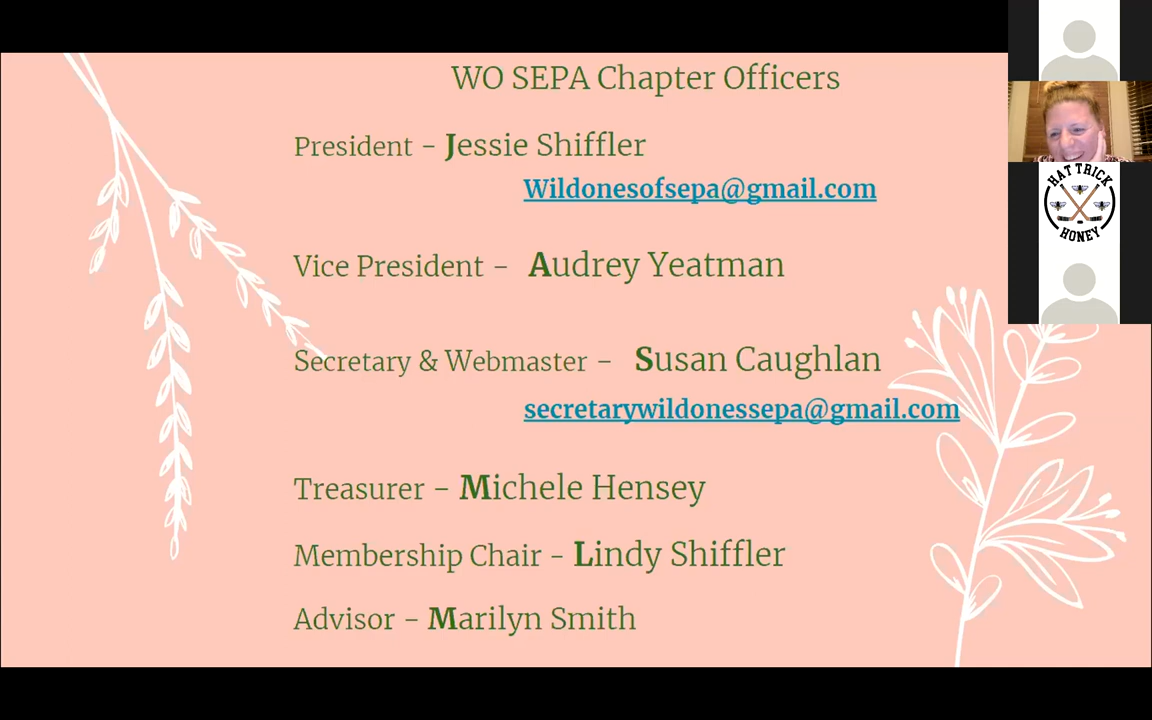 WO SEPA Chapter Officers
President - Jessie Shiffler
Wildonesofsepa@gmail.com
Vice President - Audrey Yeatman
Secretary & Webmaster - Susan Caughlan
secretarywildonessepa@gmail.com
Treasurer - Michele Hensey
Membership Chair - Lindy Shiffler
Advisor - Marilyn Smith
HAT TRICK
HONEY